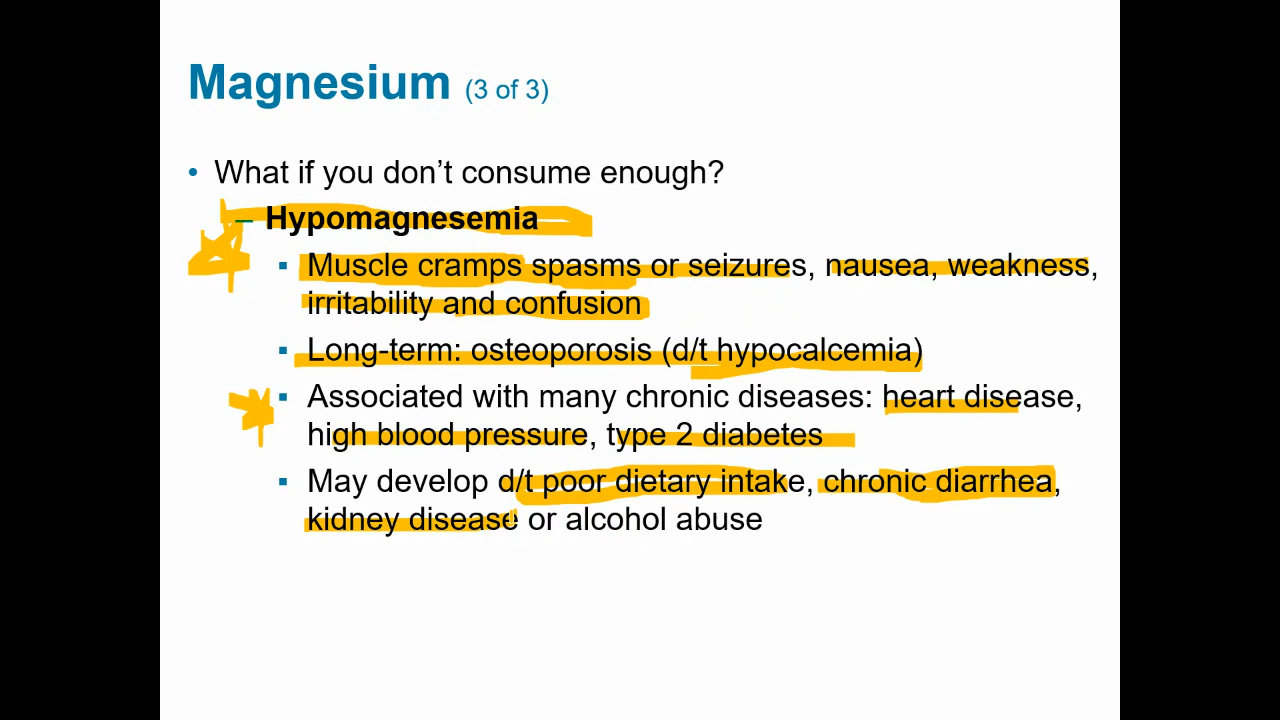 Magnesium (3 of 3)
• What if you don’t consume enough?
– Hypomagnesemia
▪ Muscle cramps spasms or seizures, nausea, weakness,
irritability and confusion
▪ Long-term: osteoporosis (d/t hypocalcemia)
▪ Associated with many chronic diseases: heart disease,
high blood pressure, type 2 diabetes
▪ May develop d/t poor dietary intake, chronic diarrhea,
kidney disease or alcohol abuse